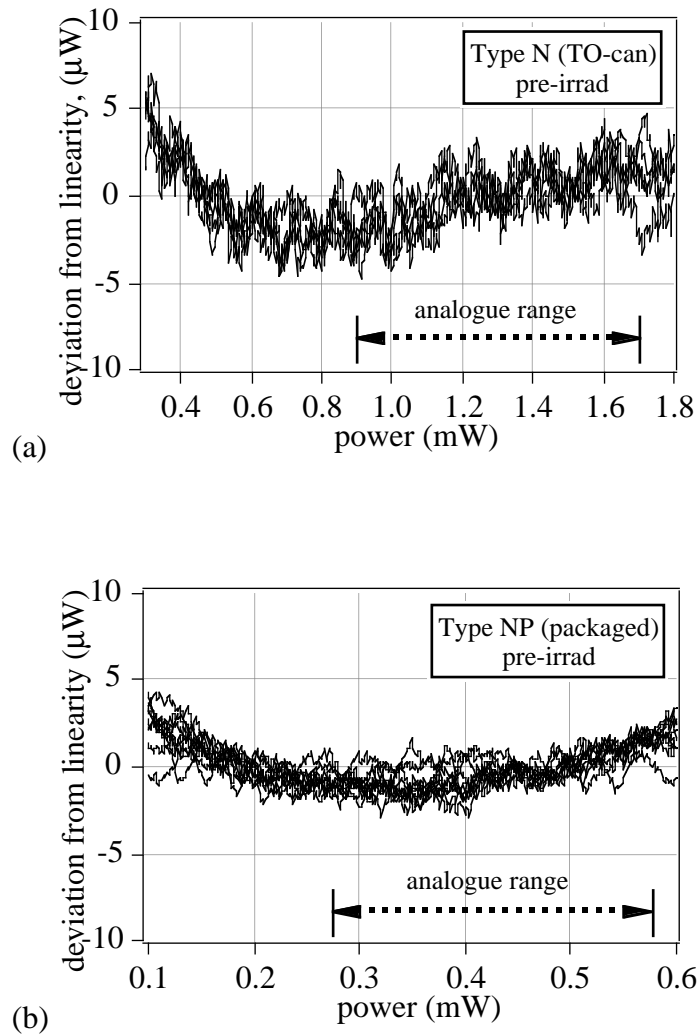 10
5
0
-5
-10
deviation from linearity, (µW)
Type N (TO-can)
pre-irrad
analogue range
0.4 0.6 0.8 1.0 1.2 1.4 1.6 1.8
power (mW)
(a)
10
5
0
-5
-10
deviation from linearity (µW)
Type NP (packaged)
pre-irrad
analogue range
0.1 0.2 0.3 0.4 0.5 0.6
power (mW)
(b)